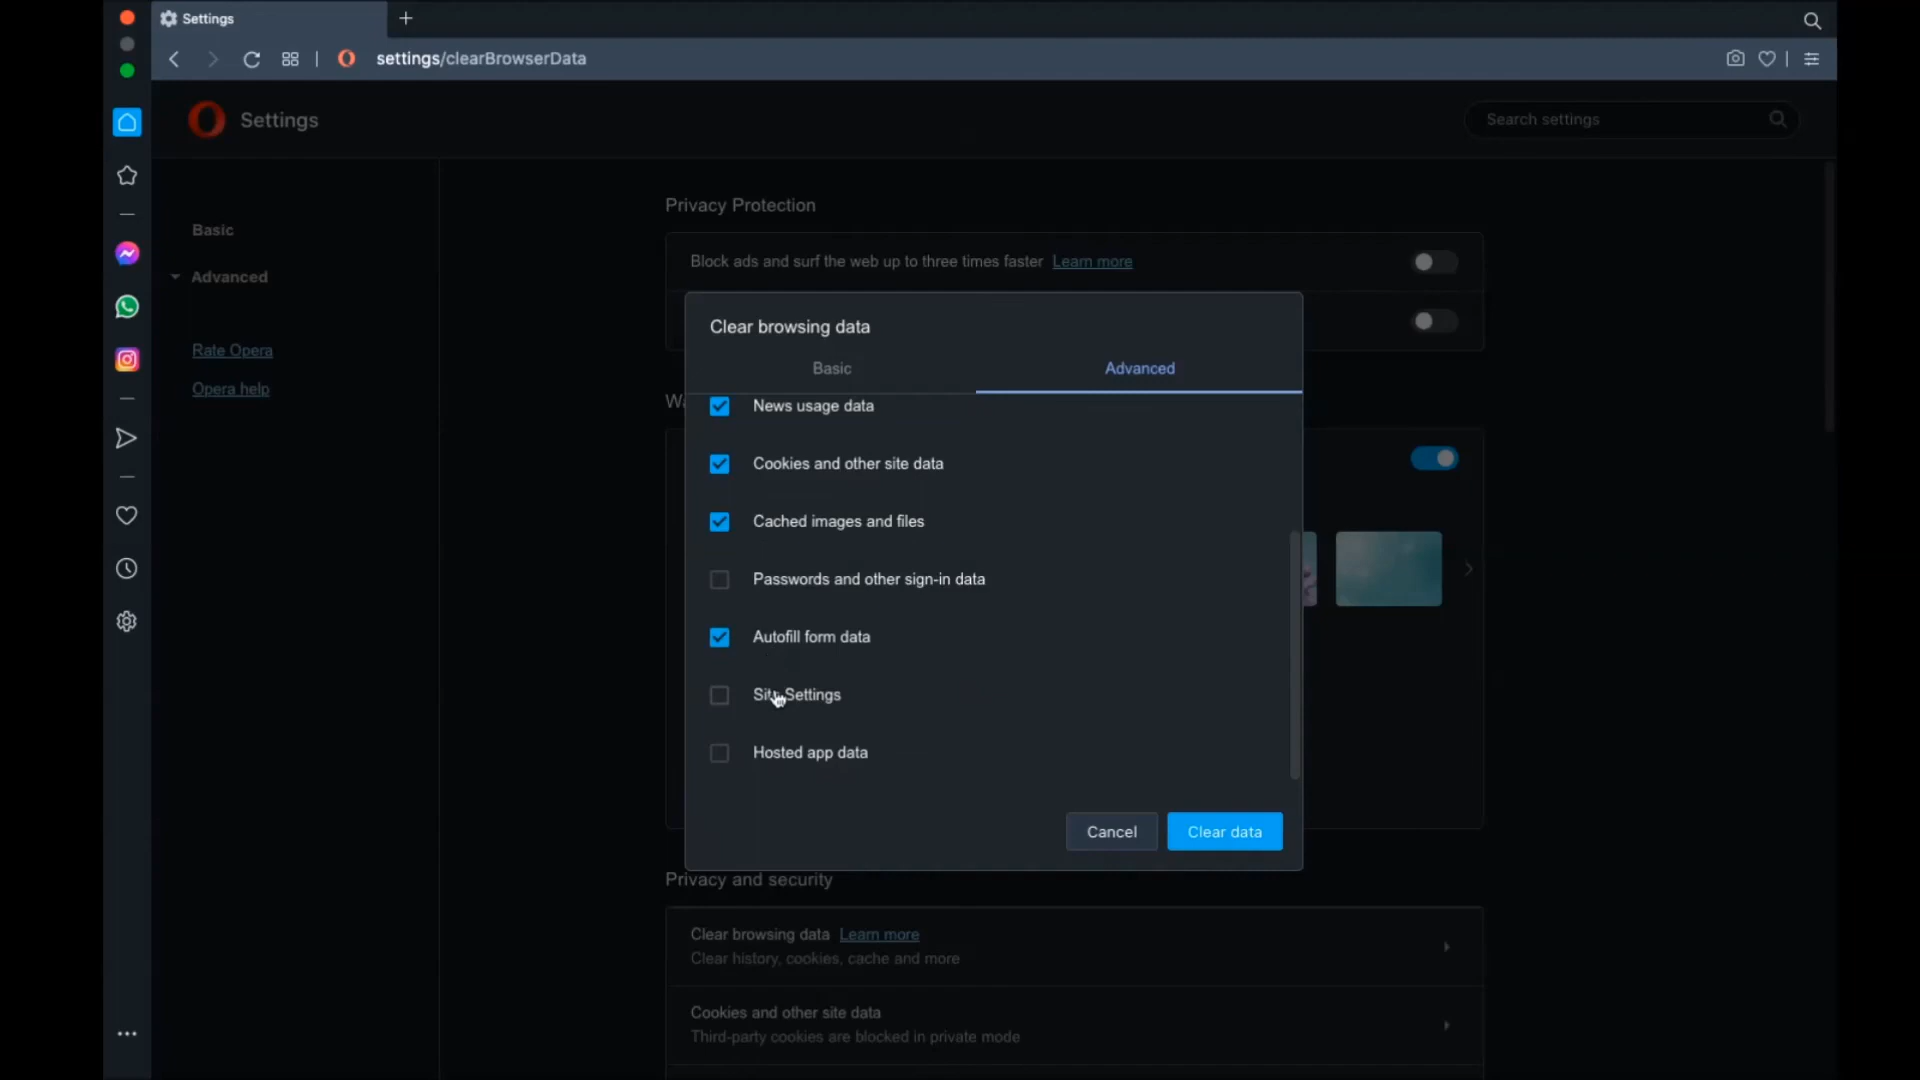 Settings
settings/clearBrowserData
Settings
Search settings
Basic
Advanced
Rate Opera
Opera help
Privacy Protection
Block ads and surf the web up to three times faster Learn more
Clear browsing data
Basic
Advanced
News usage data
Cookies and other site data
Cached images and files
Passwords and other sign-in data
Autofill form data
Site Settings
Hosted app data
Cancel
Clear data
Privacy and security
Clear browsing data Learn more
Clear history, cookies, cache and more
Cookies and other site data
Third-party cookies are blocked in private mode